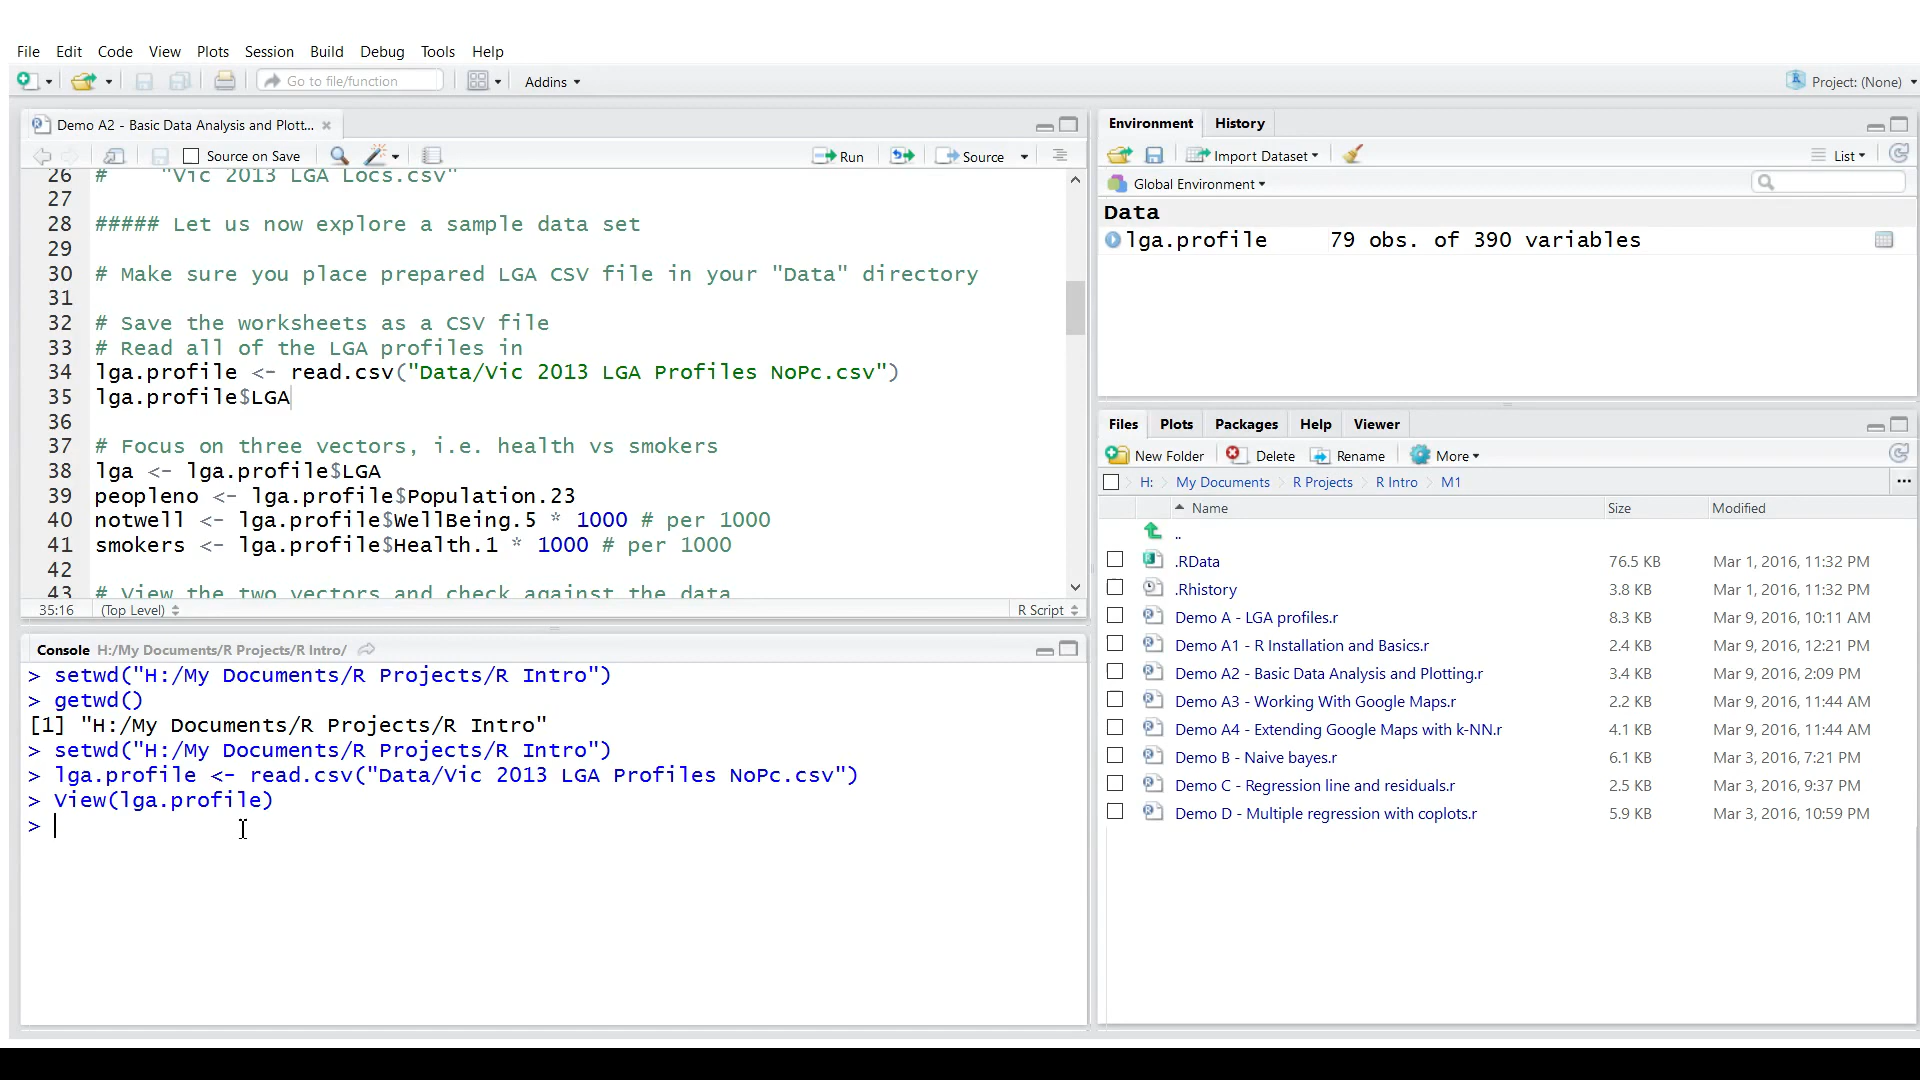 File Edit Code View Plots Session Build Debug Tools Help
Go to file/function Addins Project: (None)
Demo A2 - Basic Data Analysis and Plott...
Source on Save Run Source
26 # "Vic 2013 LGA Locs.csv"
27
28 ##### Let us now explore a sample data set
29
30 # Make sure you place prepared LGA CSV file in your "Data" directory
31
32 # Save the worksheets as a CSV file
33 # Read all of the LGA profiles in
34 lga.profile <- read.csv("Data/Vic 2013 LGA Profiles NoPc.csv")
35 lga.profile$LGA
36
37 # Focus on three vectors, i.e. health vs smokers
38 lga <- lga.profile$LGA
39 peopleno <- lga.profile$Population.23
40 notwell <- lga.profile$WellBeing.5 * 1000 # per 1000
41 smokers <- lga.profile$Health.1 * 1000 # per 1000
42
43 # View the two vectors and check against the data
35:16 (Top Level) R Script
Console H:/My Documents/R Projects/R Intro/
> setwd("H:/My Documents/R Projects/R Intro")
> getwd()
[1] "H:/My Documents/R Projects/R Intro"
> setwd("H:/My Documents/R Projects/R Intro")
> lga.profile <- read.csv("Data/Vic 2013 LGA Profiles NoPc.csv")
> View(lga.profile)
>
Environment History
Import Dataset List
Global Environment
Data
lga.profile 79 obs. of 390 variables
Files Plots Packages Help Viewer
New Folder Delete Rename More
H: My Documents R Projects R Intro M1 ...
Name Size Modified
..
.RData 76.5 KB Mar 1, 2016, 11:32 PM
.Rhistory 3.8 KB Mar 1, 2016, 11:32 PM
Demo A - LGA profiles.r 8.3 KB Mar 9, 2016, 10:11 AM
Demo A1 - R Installation and Basics.r 2.4 KB Mar 9, 2016, 12:21 PM
Demo A2 - Basic Data Analysis and Plotting.r 3.4 KB Mar 9, 2016, 2:09 PM
Demo A3 - Working With Google Maps.r 2.2 KB Mar 9, 2016, 11:44 AM
Demo A4 - Extending Google Maps with k-NN.r 4.1 KB Mar 9, 2016, 11:44 AM
Demo B - Naive bayes.r 6.1 KB Mar 3, 2016, 7:21 PM
Demo C - Regression line and residuals.r 2.5 KB Mar 3, 2016, 9:37 PM
Demo D - Multiple regression with coplots.r 5.9 KB Mar 3, 2016, 10:59 PM